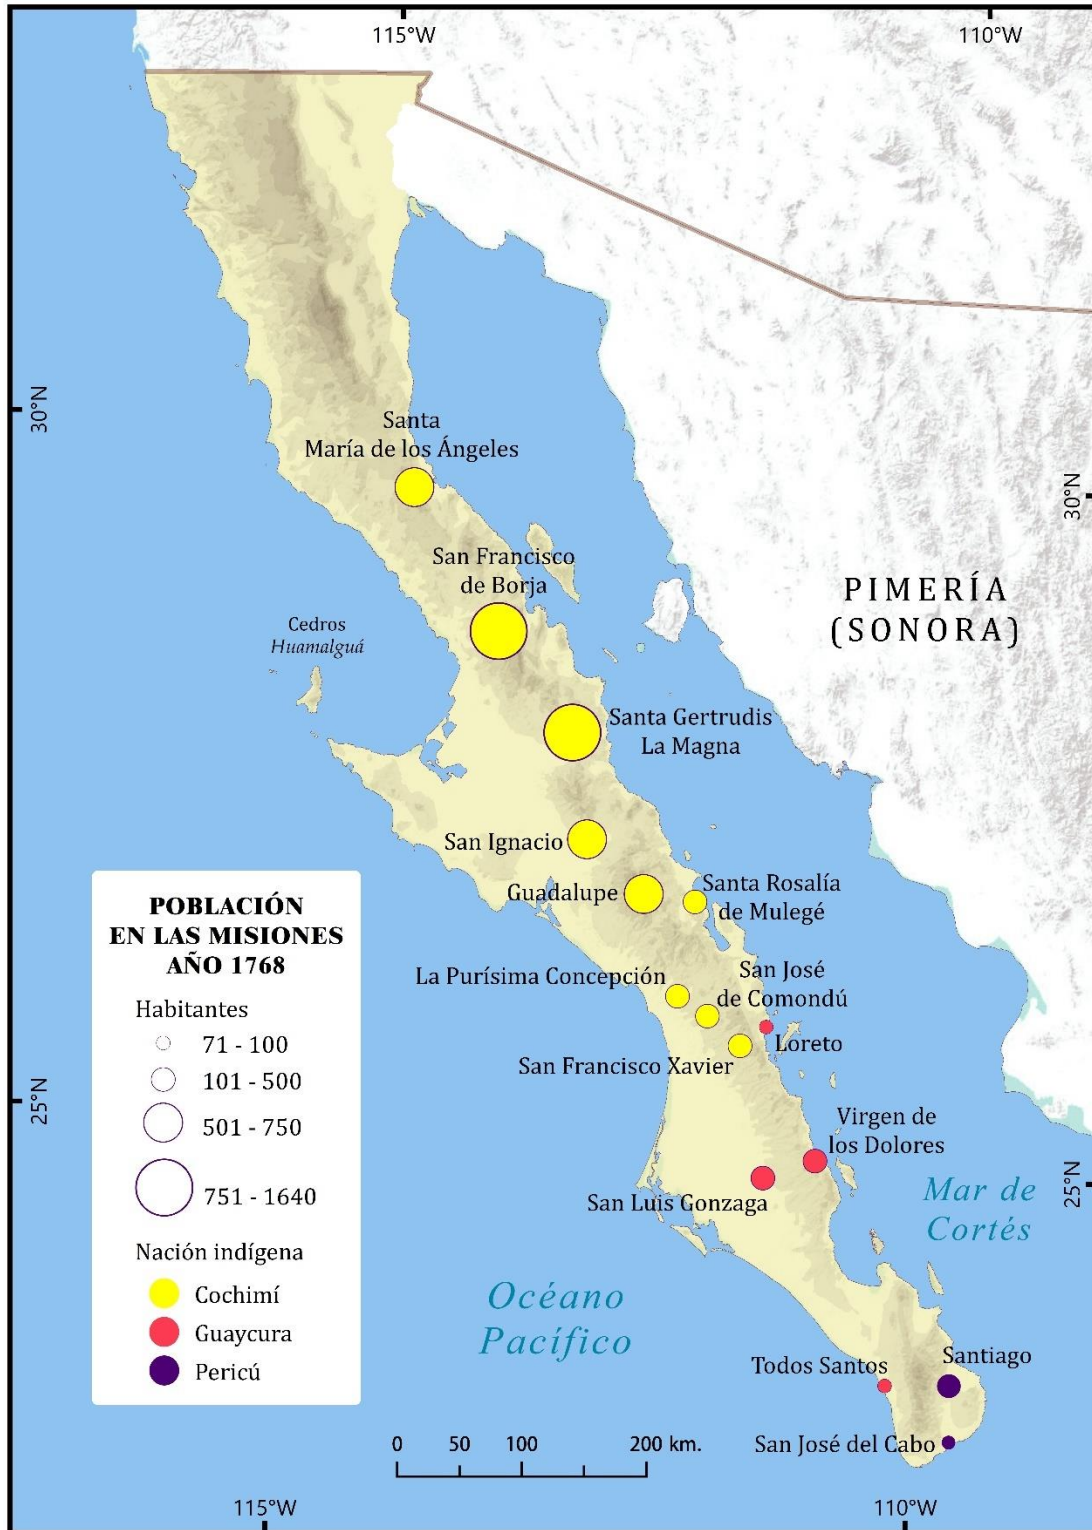 115°W
110°W
30°N
Santa
María de los Ángeles
30°N
San Francisco
de Borja
PIMERÍA
(SONORA)
Cedros
Huamalguá
Santa Gertrudis
La Magna
San Ignacio
Guadalupe
Santa Rosalía
de Mulegé
La Purísima Concepción
San José
de Comondú
Loreto
San Francisco Xavier
25°N
Virgen de
los Dolores
San Luis Gonzaga
Mar de
Cortés
25°N
Océano
Pacífico
Todos Santos
Santiago
San José del Cabo
POBLACIÓN
EN LAS MISIONES
AÑO 1768
Habitantes
71 - 100
101 - 500
501 - 750
751 - 1640
Nación indígena
Cochimí
Guaycura
Pericú
0 50 100 200 km.
115°W
110°W